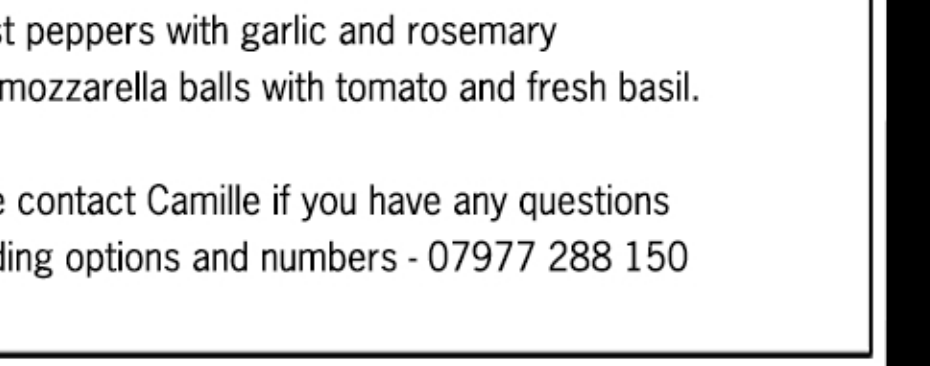 st peppers with garlic and rosemary
mozzarella balls with tomato and fresh basil.
e contact Camille if you have any questions
ding options and numbers - 07977 288 150